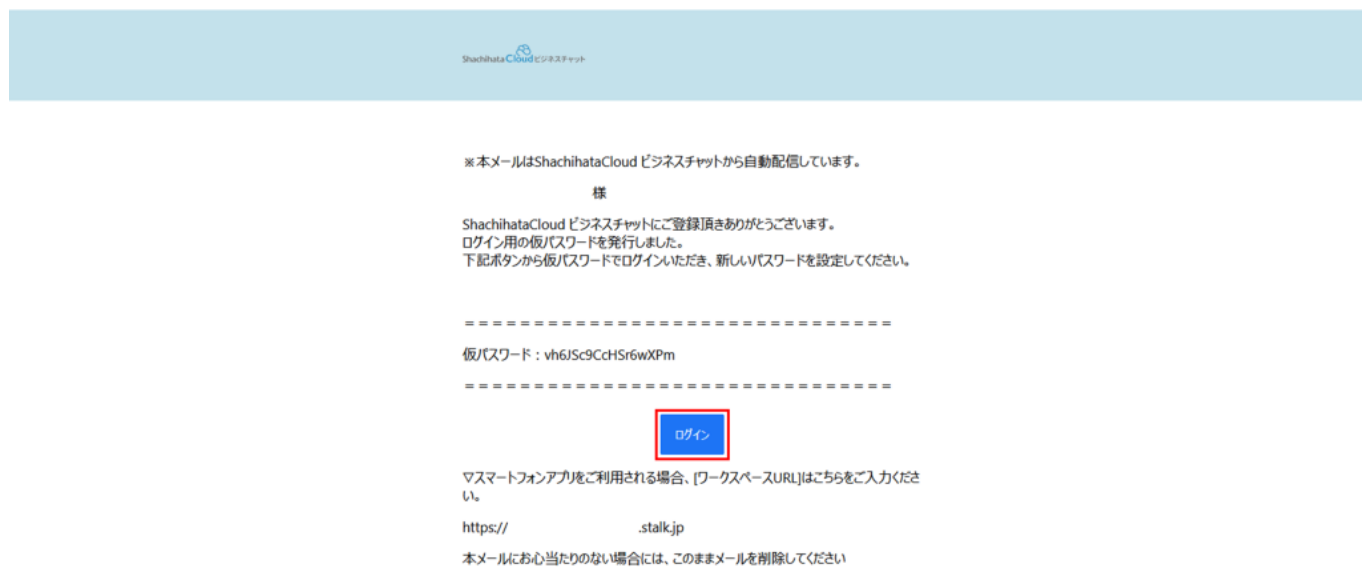 ShachihataCloudビジネスチャット
※本メールはShachihataCloud ビジネスチャットから自動配信しています。
様
ShachihataCloud ビジネスチャットにご登録頂きありがとうございます。
ログイン用の仮パスワードを発行しました。
下記ボタンから仮パスワードでログインいただき、新しいパスワードを設定してください。
＝＝＝＝＝＝＝＝＝＝＝＝＝＝＝＝＝＝＝＝＝＝＝＝＝＝＝＝＝＝＝
仮パスワード：vh6JSc9CcHSr6wXPm
＝＝＝＝＝＝＝＝＝＝＝＝＝＝＝＝＝＝＝＝＝＝＝＝＝＝＝＝＝＝＝
ログイン
▽スマートフォンアプリをご利用される場合、[ワークスペースURL]はこちらをご入力くださ
い。
https:// .stalk.jp
本メールにお心当たりのない場合には、このままメールを削除してください